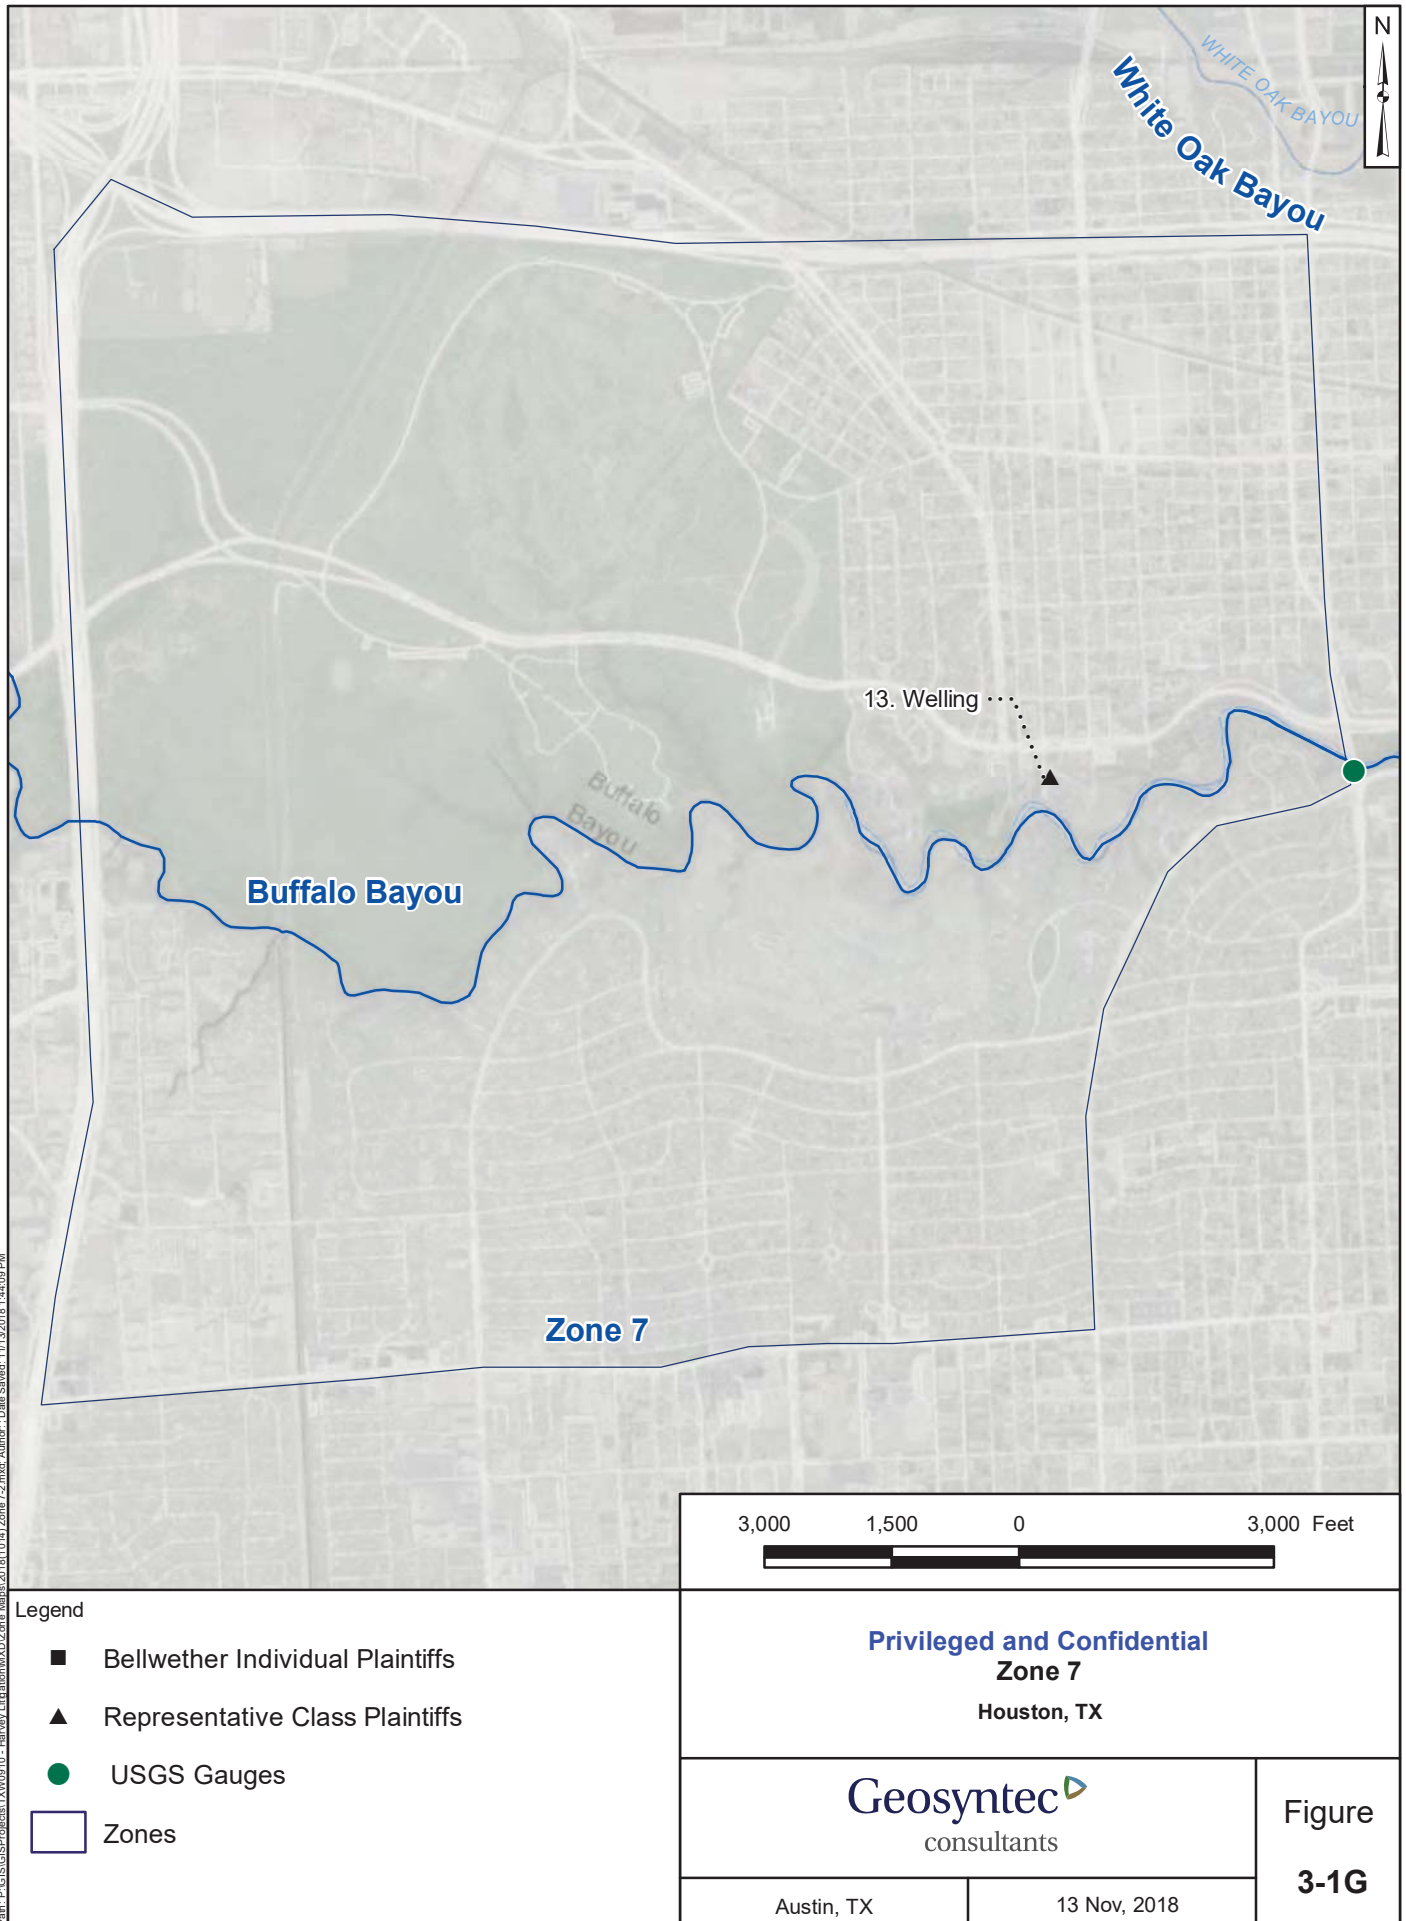 N
WHITE OAK BAYOU
White Oak Bayou
13. Welling
Buffalo
Bayou
Buffalo Bayou
Zone 7
3,000 1,500 0 3,000 Feet
Legend
Bellwether Individual Plaintiffs
Representative Class Plaintiffs
USGS Gauges
Zones
Privileged and Confidential
Zone 7
Houston, TX
Geosyntec
consultants
Figure
3-1G
Austin, TX
13 Nov, 2018